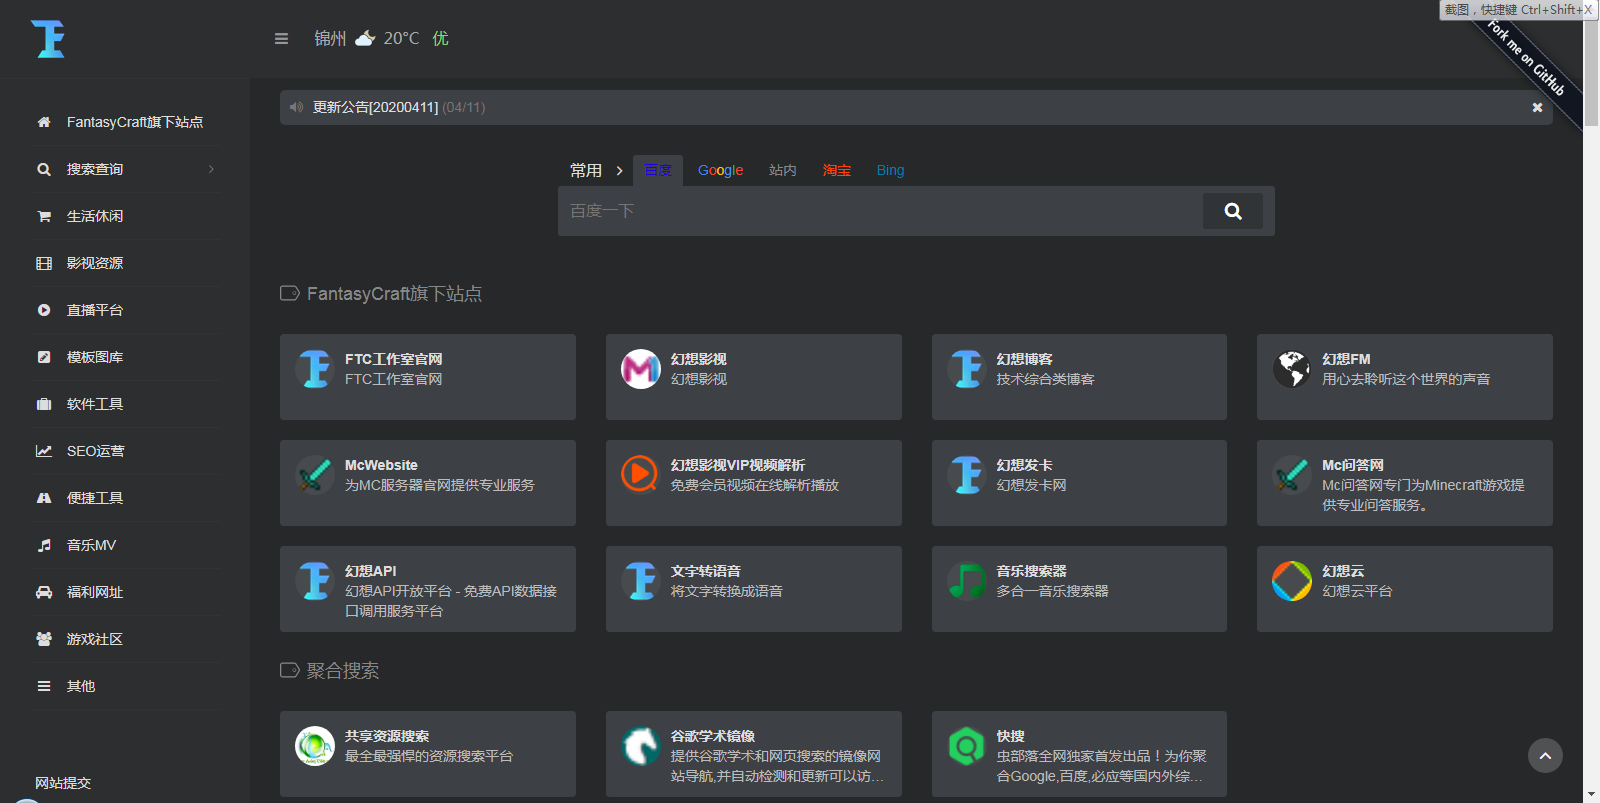 截图，快捷键 Ctrl+Shift+X
Fork me on GitHub
锦州 20°C 优
更新公告[20200411] (04/11)
FantasyCraft旗下站点
搜索查询
生活休闲
影视资源
直播平台
模板图库
软件工具
SEO运营
便捷工具
音乐MV
福利网址
游戏社区
其他
网站提交
常用 百度 Google 站内 淘宝 Bing
百度一下
FantasyCraft旗下站点
FTC工作室官网
FTC工作室官网
幻想影视
幻想影视
幻想博客
技术综合类博客
幻想FM
用心去聆听这个世界的声音
McWebsite
为MC服务器官网提供专业服务
幻想影视VIP视频解析
免费会员视频在线解析播放
幻想发卡
幻想发卡网
Mc问答网
Mc问答网专门为Minecraft游戏提
供专业问答服务。
幻想API
幻想API开放平台 - 免费API数据接
口调用服务平台
文字转语音
将文字转换成语音
音乐搜索器
多合一音乐搜索器
幻想云
幻想云平台
聚合搜索
共享资源搜索
最全最强悍的资源搜索平台
谷歌学术镜像
提供谷歌学术和网页搜索的镜像网
站导航,并自动检测和更新可以访...
快搜
虫部落全网独家首发出品！为你聚
合Google,百度,必应等国内外综...